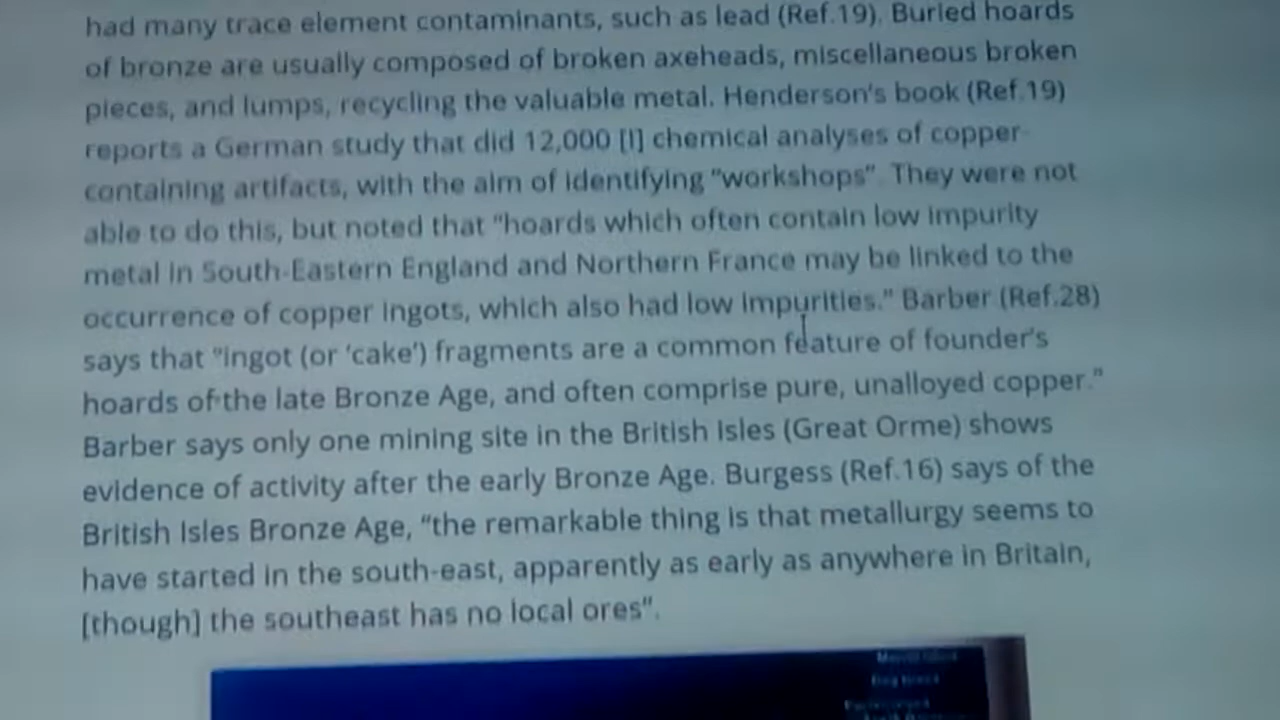 had many trace element contaminants, such as lead (Ref.19). Buried hoards
of bronze are usually composed of broken axeheads, miscellaneous broken
pieces, and lumps, recycling the valuable metal. Henderson's book (Ref.19)
reports a German study that did 12,000 [!] chemical analyses of copper-
containing artifacts, with the aim of identifying "workshops". They were not
able to do this, but noted that "hoards which often contain low impurity
metal in South-Eastern England and Northern France may be linked to the
occurrence of copper ingots, which also had low impurities." Barber (Ref.28)
says that "ingot (or 'cake') fragments are a common feature of founder's
hoards of the late Bronze Age, and often comprise pure, unalloyed copper."
Barber says only one mining site in the British Isles (Great Orme) shows
evidence of activity after the early Bronze Age. Burgess (Ref.16) says of the
British Isles Bronze Age, "the remarkable thing is that metallurgy seems to
have started in the south-east, apparently as early as anywhere in Britain,
[though] the southeast has no local ores".